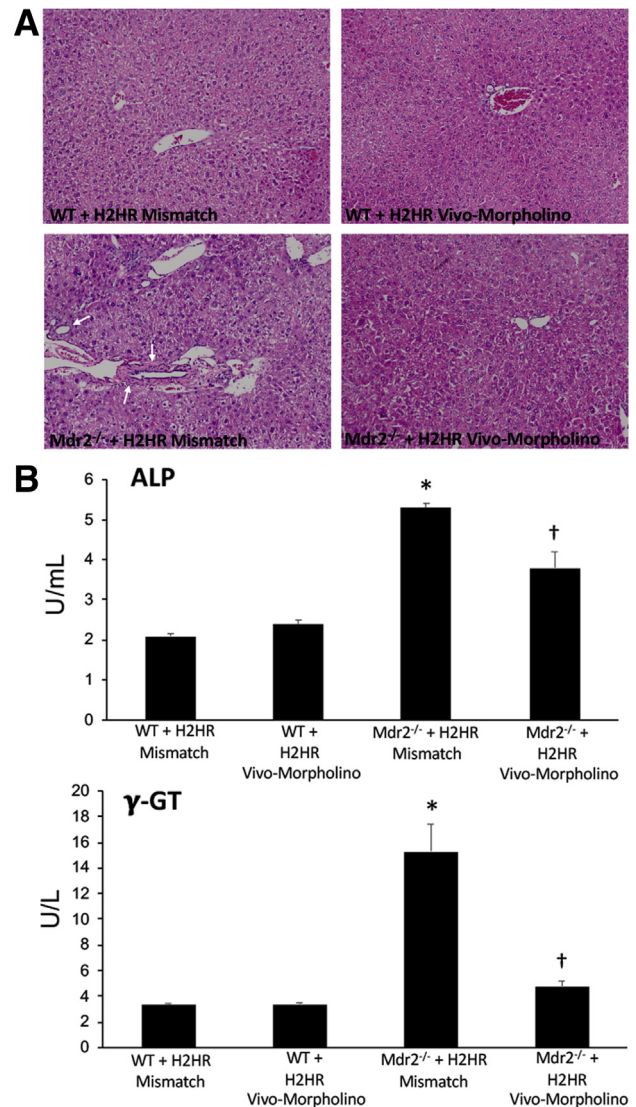 A
WT + H2HR Mismatch
WT + H2HR Vivo-Morpholino
Mdr2-/- + H2HR Mismatch
Mdr2-/- + H2HR Vivo-Morpholino
B
ALP
6
5
4
3
2
1
0
U/mL
*
†
WT + H2HR
Mismatch
WT +
H2HR
Vivo-Morpholino
Mdr2-/- + H2HR
Mismatch
Mdr2-/- +
H2HR
Vivo-Morpholino
γ-GT
20
18
16
14
12
10
8
6
4
2
0
U/L
*
†
WT + H2HR
Mismatch
WT +
H2HR
Vivo-Morpholino
Mdr2-/- + H2HR
Mismatch
Mdr2-/- +
H2HR
Vivo-Morpholino